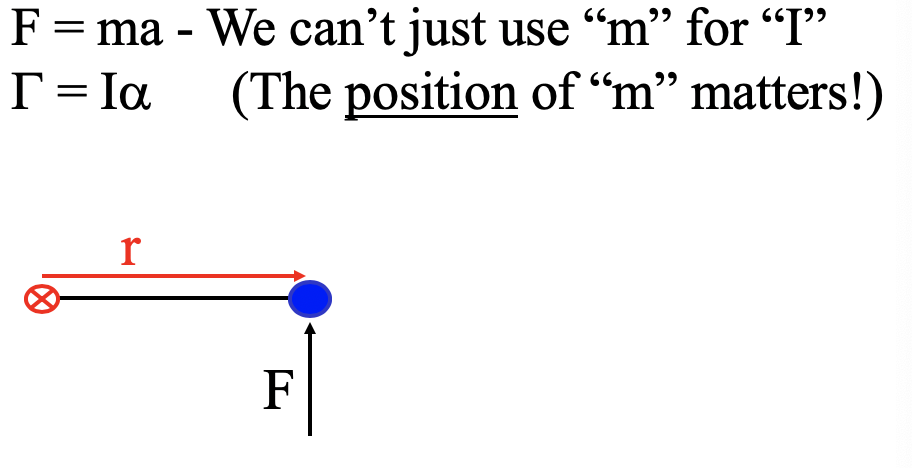 F = ma - We can’t just use “m” for “I”
Γ = Iα (The position of “m” matters!)
r
F